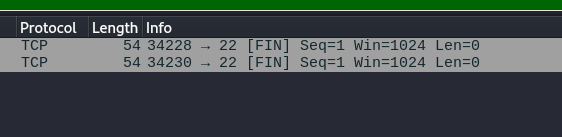 Protocol Length Info
TCP 54 34228 → 22 [FIN] Seq=1 Win=1024 Len=0
TCP 54 34230 → 22 [FIN] Seq=1 Win=1024 Len=0